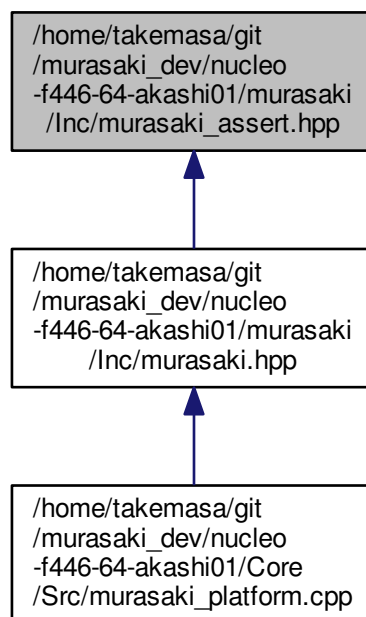 /home/takemasa/git
/murasaki_dev/nucleo
-f446-64-akashi01/murasaki
/Inc/murasaki_assert.hpp
/home/takemasa/git
/murasaki_dev/nucleo
-f446-64-akashi01/murasaki
/Inc/murasaki.hpp
/home/takemasa/git
/murasaki_dev/nucleo
-f446-64-akashi01/Core
/Src/murasaki_platform.cpp